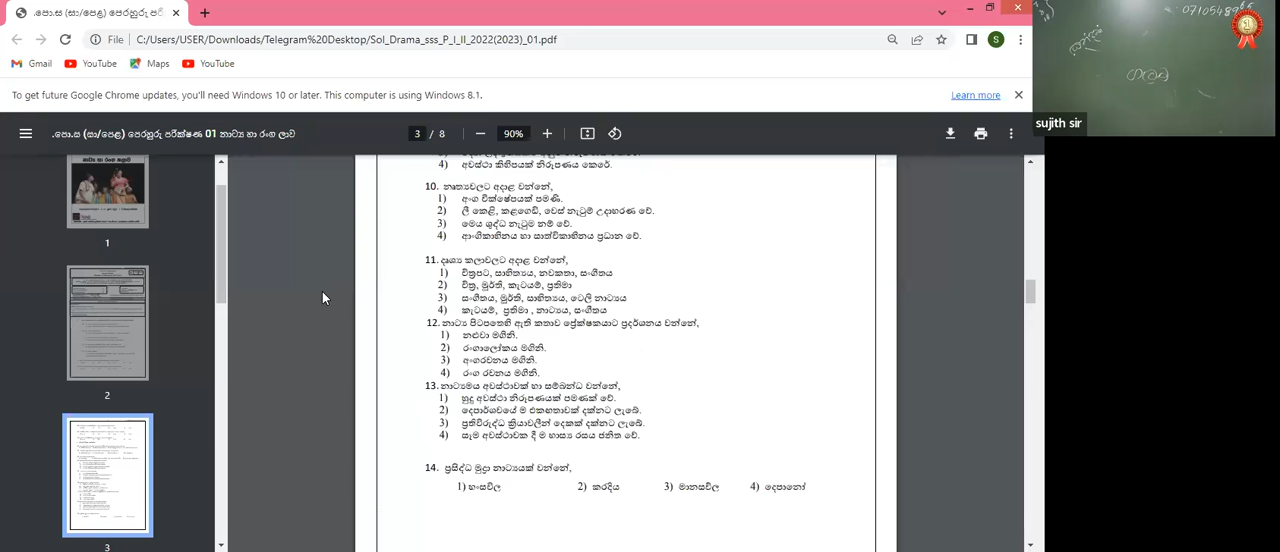 .පො.ස (සා/පෙළ) පෙරහුරු පරී
File
C:/Users/USER/Downloads/Telegram%20Desktop/Sol_Drama_sss_P_I_II_2022(2023)_01.pdf
S
Gmail
YouTube
Maps
YouTube
To get future Google Chrome updates, you'll need Windows 10 or later. This computer is using Windows 8.1.
Learn more
.පො.ස (සා/පෙළ) පෙරහුරු පරීක්ෂණ 01 නාට්‍ය හා රංග ලාව
3 / 8
90%
0710548965
sujith sir
1
2
3
4) අවස්ථා කිහිපයක් නිරූපණය කෙරේ.
10. නෘත්‍යවලට අදාළ වන්නේ,
1) අංග වික්ෂේපයක් පමණි.
2) ලී කෙළි, කළගෙඩි, වෙස් නැටුම් උදාහරණ වේ.
3) මෙය ශුද්ධ නැටුම නම් වේ.
4) ආංගිකාභිනය හා සාත්විකාභිනය ප්‍රධාන වේ.
11. දෘශ්‍ය කලාවලට අදාළ වන්නේ,
1) චිත්‍රපට, සාහිත්‍යය, නවකතා, සංගීතය
2) චිත්‍ර, මූර්ති, කැටයම්, ප්‍රතිමා
3) සංගීතය, මූර්ති, සාහිත්‍යය, ටෙලි නාට්‍යය
4) කැටයම්, ප්‍රතිමා , නාට්‍යය, සංගීතය
12. නාට්‍ය පිටපතෙහි ඇති කතාව ප්‍රේක්ෂකයාට ප්‍රදර්ශනය වන්නේ,
1) නළුවා මගිනි.
2) රංගාලෝකය මගිනි.
3) අංගරචනය මගිනි.
4) රංග රචනය මගිනි.
13. නාට්‍යමය අවස්ථාවක් හා සම්බන්ධ වන්නේ,
1) හුදු අවස්ථා නිරූපණයක් පමණක් වේ.
2) දෙපාර්ශවයේ ම එකඟතාවක් දක්නට ලැබේ.
3) ප්‍රතිවිරුද්ධ ක්‍රියාවලීන් දෙකක් දක්නට ලැබේ.
4) සෑම අවස්ථාවක දී ම හාස්‍ය රසය ජනිත වේ.
14. ප්‍රසිද්ධ මුද්‍රා නාට්‍යයක් වන්නේ,
1) හංසවිල 2) කරදිය 3) මානසවිල 4) දෙපානෝ